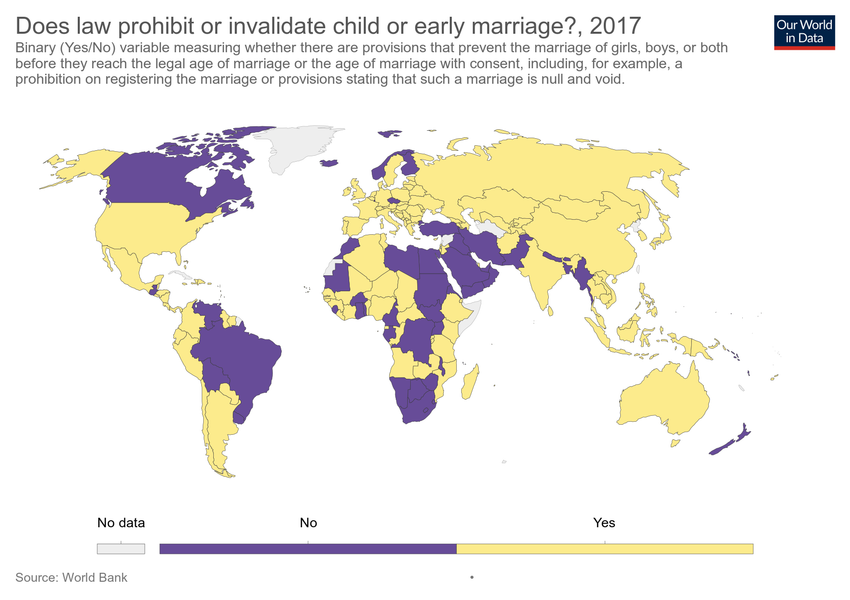 Does law prohibit or invalidate child or early marriage?, 2017
Our World
in Data
Binary (Yes/No) variable measuring whether there are provisions that prevent the marriage of girls, boys, or both
before they reach the legal age of marriage or the age of marriage with consent, including, for example, a
prohibition on registering the marriage or provisions stating that such a marriage is null and void.
No data
No
Yes
Source: World Bank